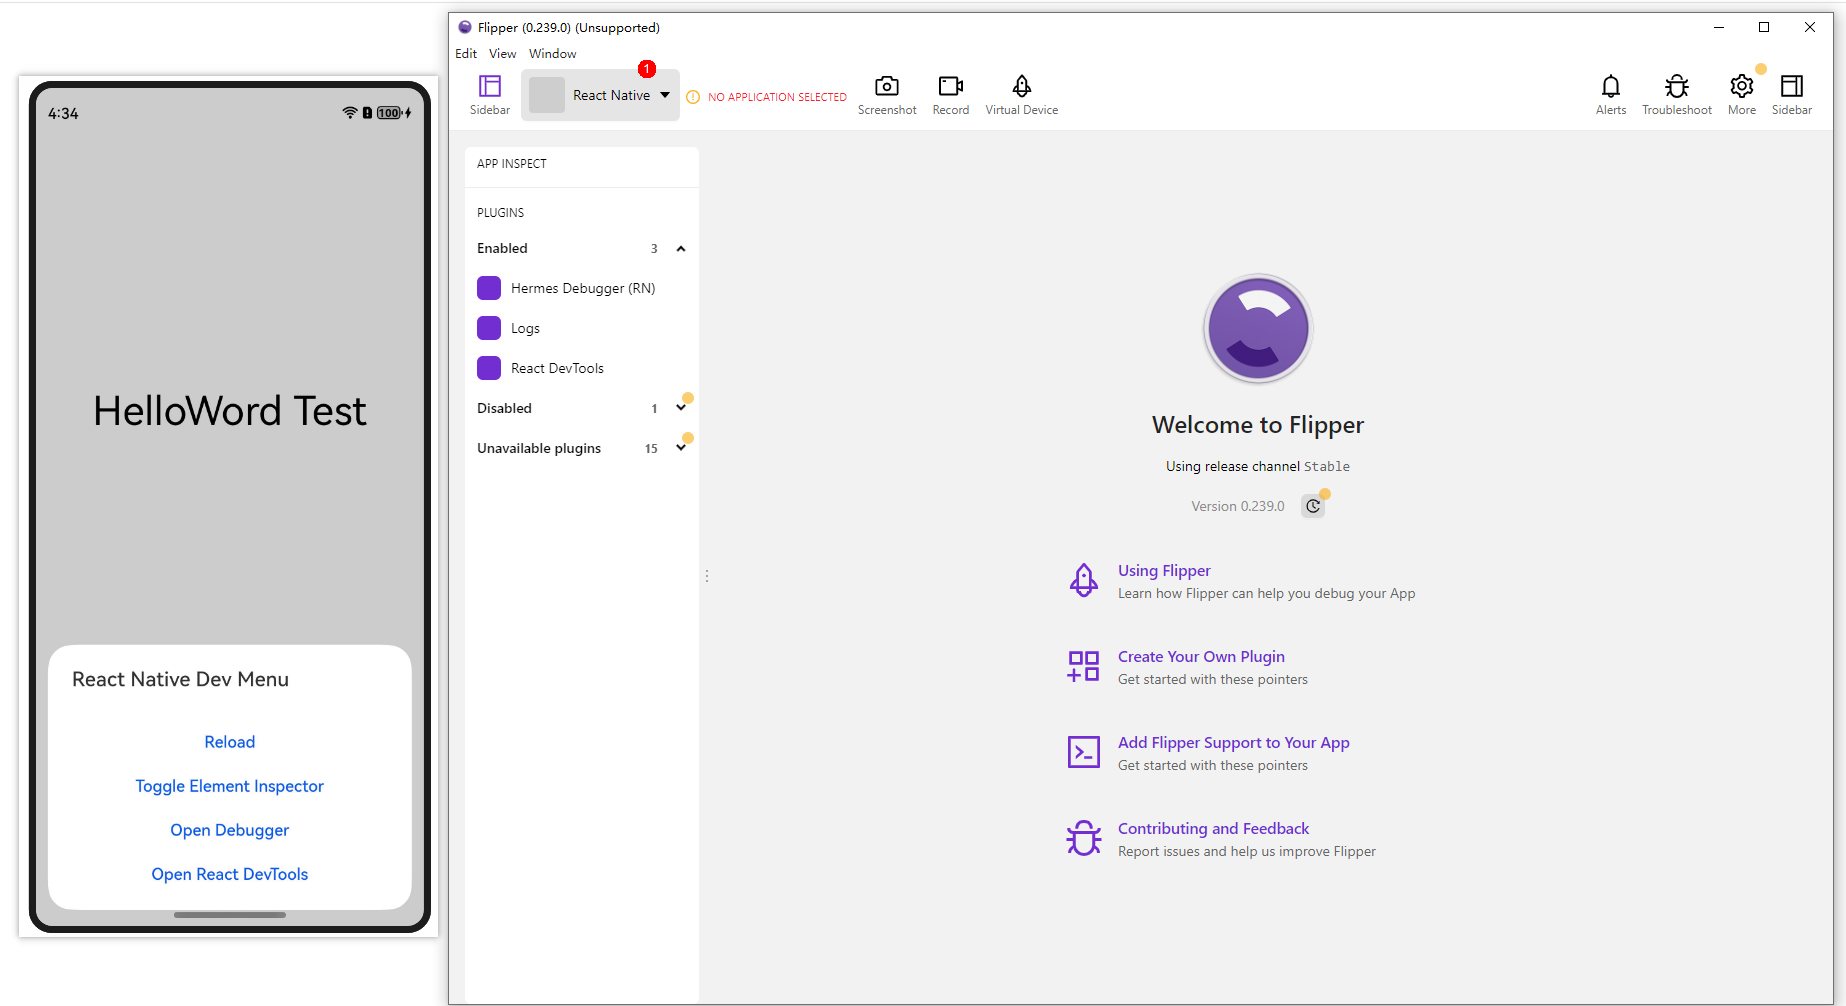 4:34
100
HelloWord Test
React Native Dev Menu
Reload
Toggle Element Inspector
Open Debugger
Open React DevTools
Flipper (0.239.0) (Unsupported)
Edit View Window
Sidebar
React Native
1
NO APPLICATION SELECTED
Screenshot
Record
Virtual Device
Alerts
Troubleshoot
More
Sidebar
APP INSPECT
PLUGINS
Enabled 3
Hermes Debugger (RN)
Logs
React DevTools
Disabled 1
Unavailable plugins 15
Welcome to Flipper
Using release channel Stable
Version 0.239.0
Using Flipper
Learn how Flipper can help you debug your App
Create Your Own Plugin
Get started with these pointers
Add Flipper Support to Your App
Get started with these pointers
Contributing and Feedback
Report issues and help us improve Flipper